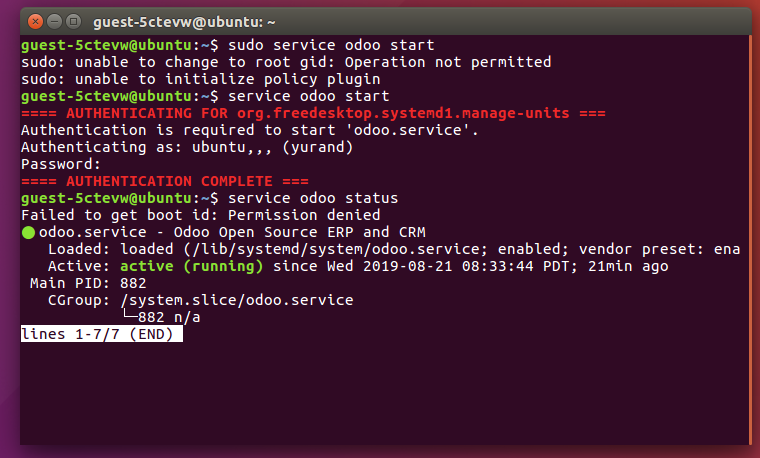 guest-5ctevw@ubuntu: ~
guest-5ctevw@ubuntu:~$ sudo service odoo start
sudo: unable to change to root gid: Operation not permitted
sudo: unable to initialize policy plugin
guest-5ctevw@ubuntu:~$ service odoo start
==== AUTHENTICATING FOR org.freedesktop.systemd1.manage-units ===
Authentication is required to start 'odoo.service'.
Authenticating as: ubuntu,,, (yurand)
Password:
==== AUTHENTICATION COMPLETE ===
guest-5ctevw@ubuntu:~$ service odoo status
Failed to get boot id: Permission denied
● odoo.service - Odoo Open Source ERP and CRM
   Loaded: loaded (/lib/systemd/system/odoo.service; enabled; vendor preset: ena
   Active: active (running) since Wed 2019-08-21 08:33:44 PDT; 21min ago
 Main PID: 882
   CGroup: /system.slice/odoo.service
           └─882 n/a
lines 1-7/7 (END)